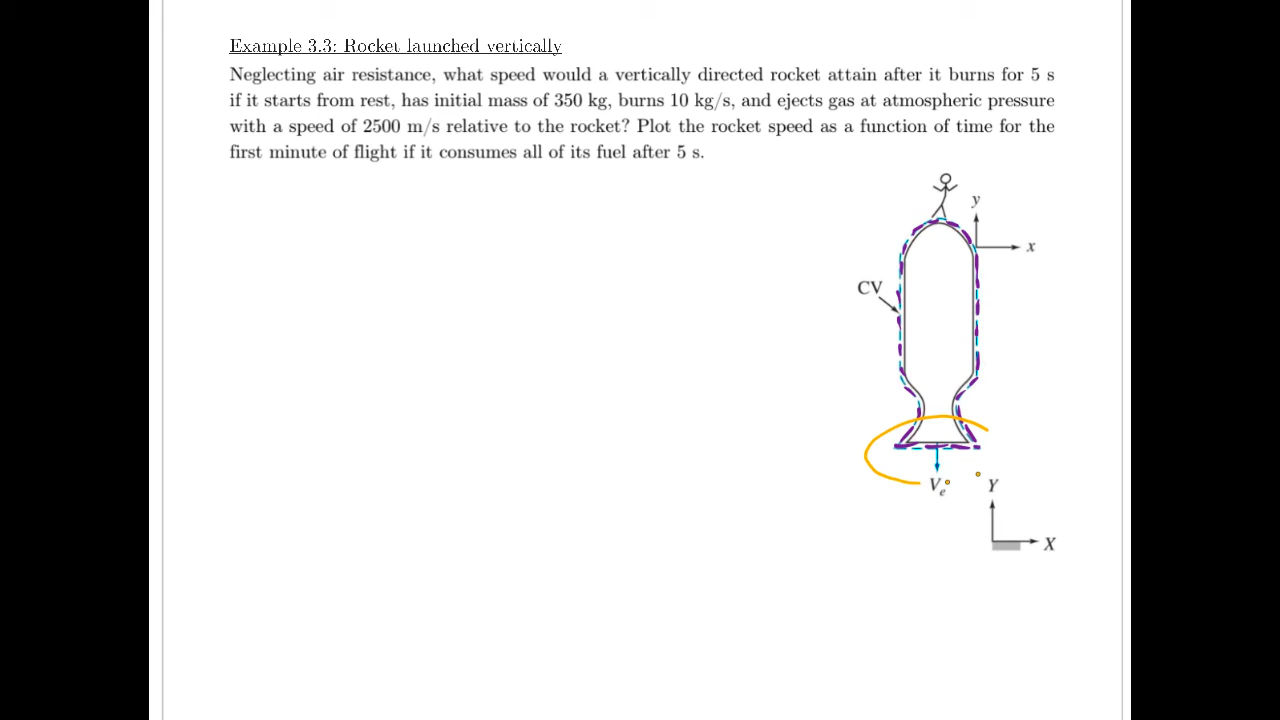 Example 3.3: Rocket launched vertically
Neglecting air resistance, what speed would a vertically directed rocket attain after it burns for 5 s
if it starts from rest, has initial mass of 350 kg, burns 10 kg/s, and ejects gas at atmospheric pressure
with a speed of 2500 m/s relative to the rocket? Plot the rocket speed as a function of time for the
first minute of flight if it consumes all of its fuel after 5 s.
y
x
CV
Ve
Y
X